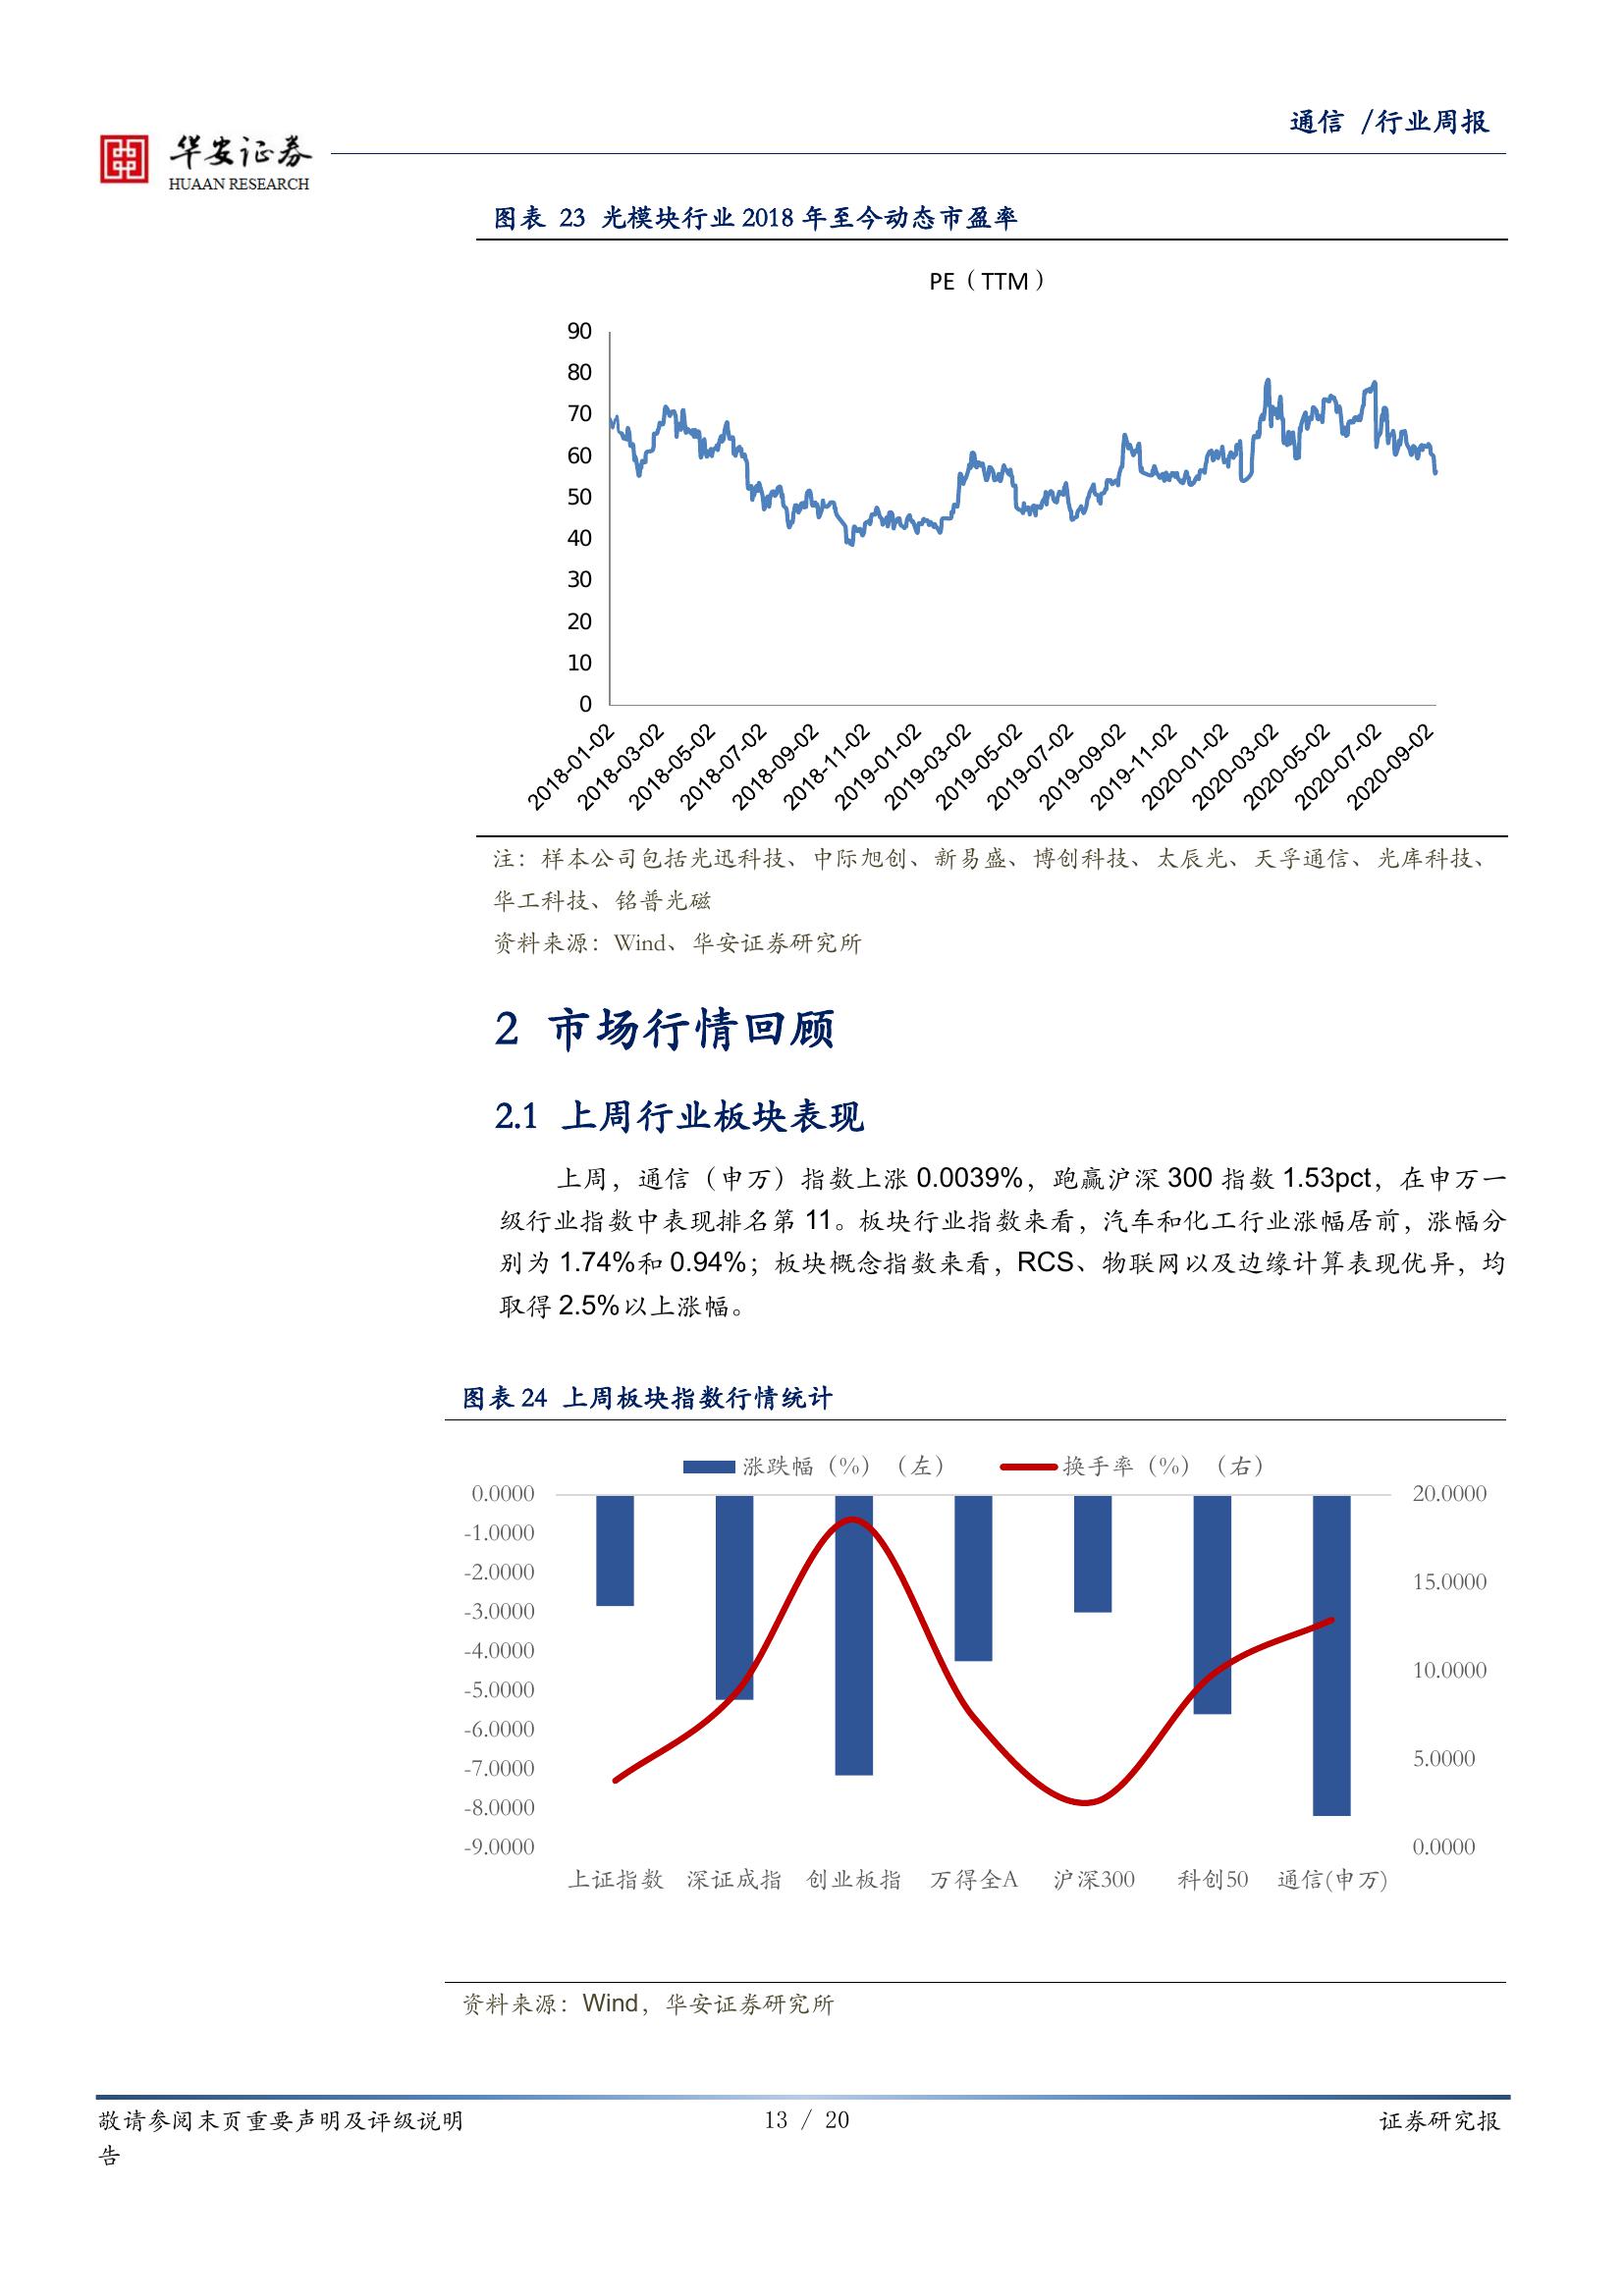 通信 /行业周报
华安证券
HUAAN RESEARCH
图表 23 光模块行业 2018 年至今动态市盈率
PE（TTM）
90
80
70
60
50
40
30
20
10
0
2018-01-02
2018-03-02
2018-05-02
2018-07-02
2018-09-02
2018-11-02
2019-01-02
2019-03-02
2019-05-02
2019-07-02
2019-09-02
2019-11-02
2020-01-02
2020-03-02
2020-05-02
2020-07-02
2020-09-02
注：样本公司包括光迅科技、中际旭创、新易盛、博创科技、太辰光、天孚通信、光库科技、
华工科技、铭普光磁
资料来源：Wind、华安证券研究所
2 市场行情回顾
2.1 上周行业板块表现
上周，通信（申万）指数上涨 0.0039%，跑赢沪深 300 指数 1.53pct，在申万一
级行业指数中表现排名第 11。板块行业指数来看，汽车和化工行业涨幅居前，涨幅分
别为 1.74%和 0.94%；板块概念指数来看，RCS、物联网以及边缘计算表现优异，均
取得 2.5%以上涨幅。
图表 24 上周板块指数行情统计
涨跌幅（%）（左） 换手率（%）（右）
0.0000
-1.0000
-2.0000
-3.0000
-4.0000
-5.0000
-6.0000
-7.0000
-8.0000
-9.0000
20.0000
15.0000
10.0000
5.0000
0.0000
上证指数 深证成指 创业板指 万得全A 沪深300 科创50 通信(申万)
资料来源：Wind，华安证券研究所
敬请参阅末页重要声明及评级说明 13 / 20 证券研究报
告